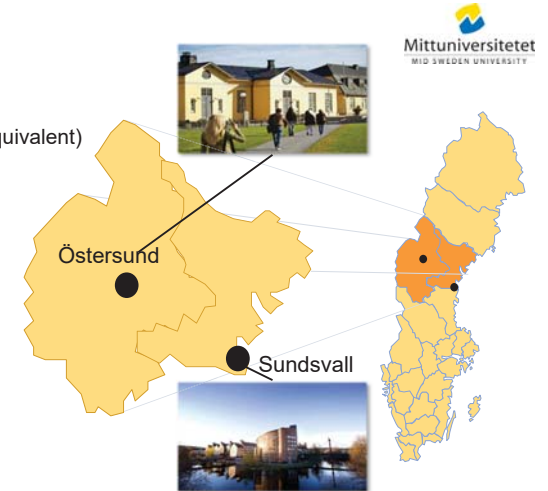 Mittuniversitetet
MID SWEDEN UNIVERSITY
quivalent)
Östersund
Sundsvall